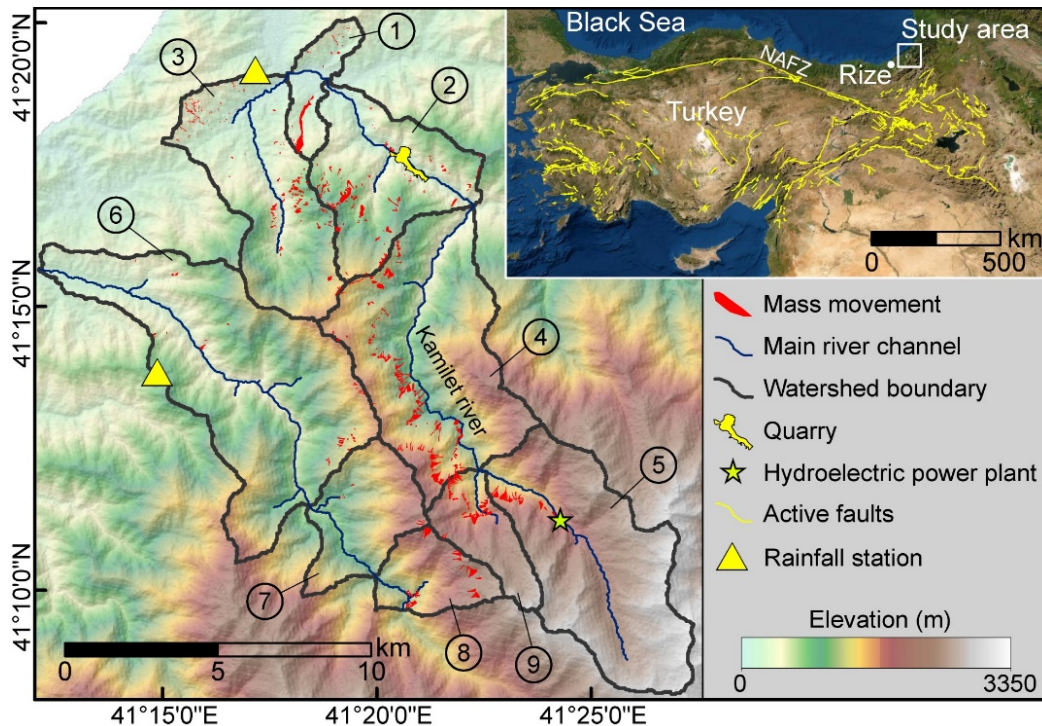 Black Sea
Study area
NAFZ
Rize
Turkey
km
0 500
41°20'0"N
41°15'0"N
41°10'0"N
1
3
2
6
Kamilet river
4
5
7
8
9
km
0 5 10
41°15'0"E 41°20'0"E 41°25'0"E
Mass movement
Main river channel
Watershed boundary
Quarry
Hydroelectric power plant
Active faults
Rainfall station
Elevation (m)
0 3350